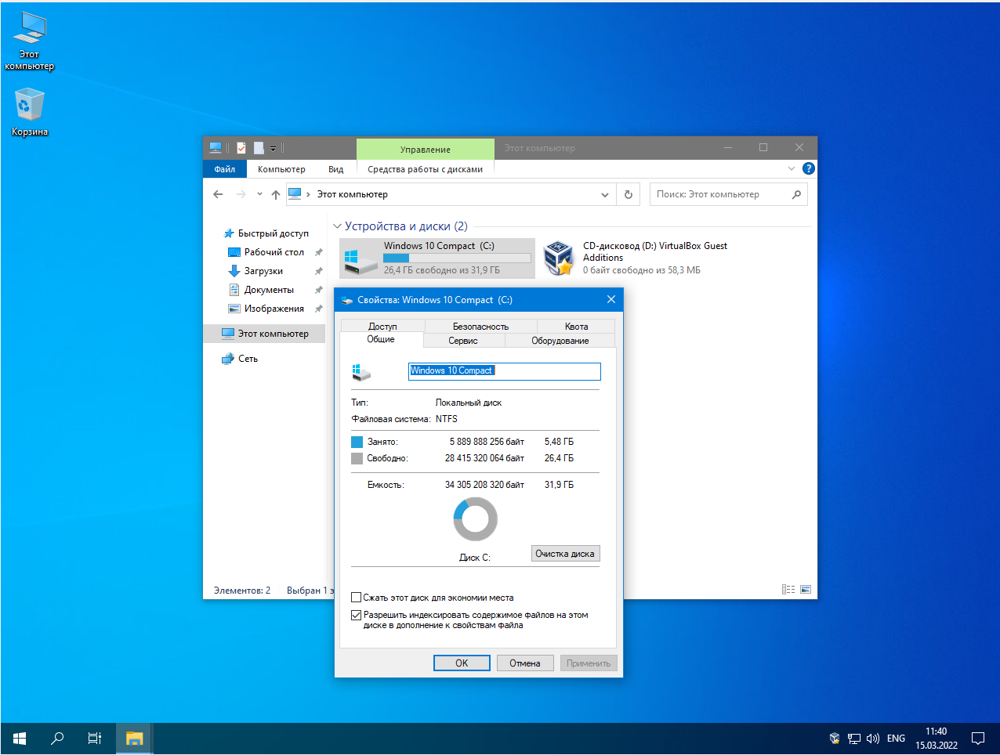 Этот
компьютер
Корзина
Управление
Этот компьютер
Файл
Компьютер
Вид
Средства работы с дисками
Этот компьютер
Поиск: Этот компьютер
Быстрый доступ
Рабочий стол
Загрузки
Документы
Изображения
Этот компьютер
Сеть
Устройства и диски (2)
Windows 10 Compact (C:)
26,4 ГБ свободно из 31,9 ГБ
CD-дисковод (D:) VirtualBox Guest
Additions
0 байт свободно из 58,3 МБ
Свойства: Windows 10 Compact (C:)
Доступ
Безопасность
Квота
Общие
Сервис
Оборудование
Windows 10 Compact
Тип: Локальный диск
Файловая система: NTFS
Занято: 5 889 888 256 байт 5,48 ГБ
Свободно: 28 415 320 064 байт 26,4 ГБ
Емкость: 34 305 208 320 байт 31,9 ГБ
Диск C:
Очистка диска
Сжать этот диск для экономии места
Разрешить индексировать содержимое файлов на этом
диске в дополнение к свойствам файла
OK
Отмена
Применить
Элементов: 2
Выбран 1 э
ENG
11:40
15.03.2022